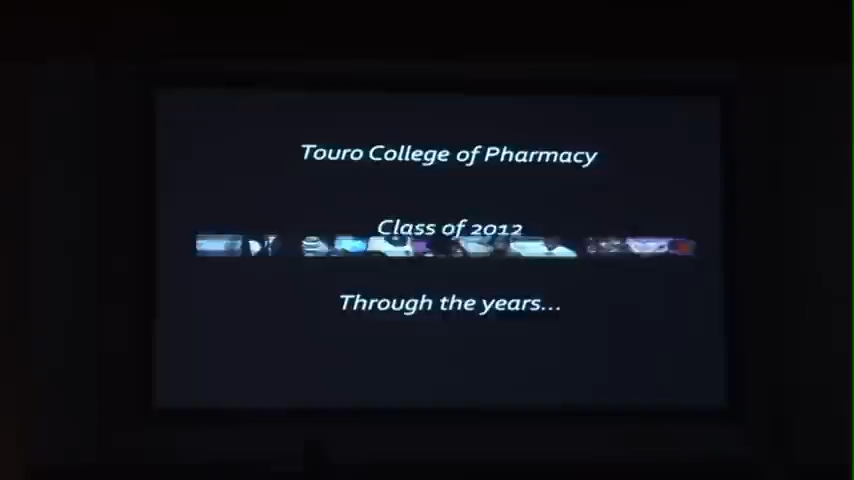 Touro College of Pharmacy
Class of 2012
Through the years...